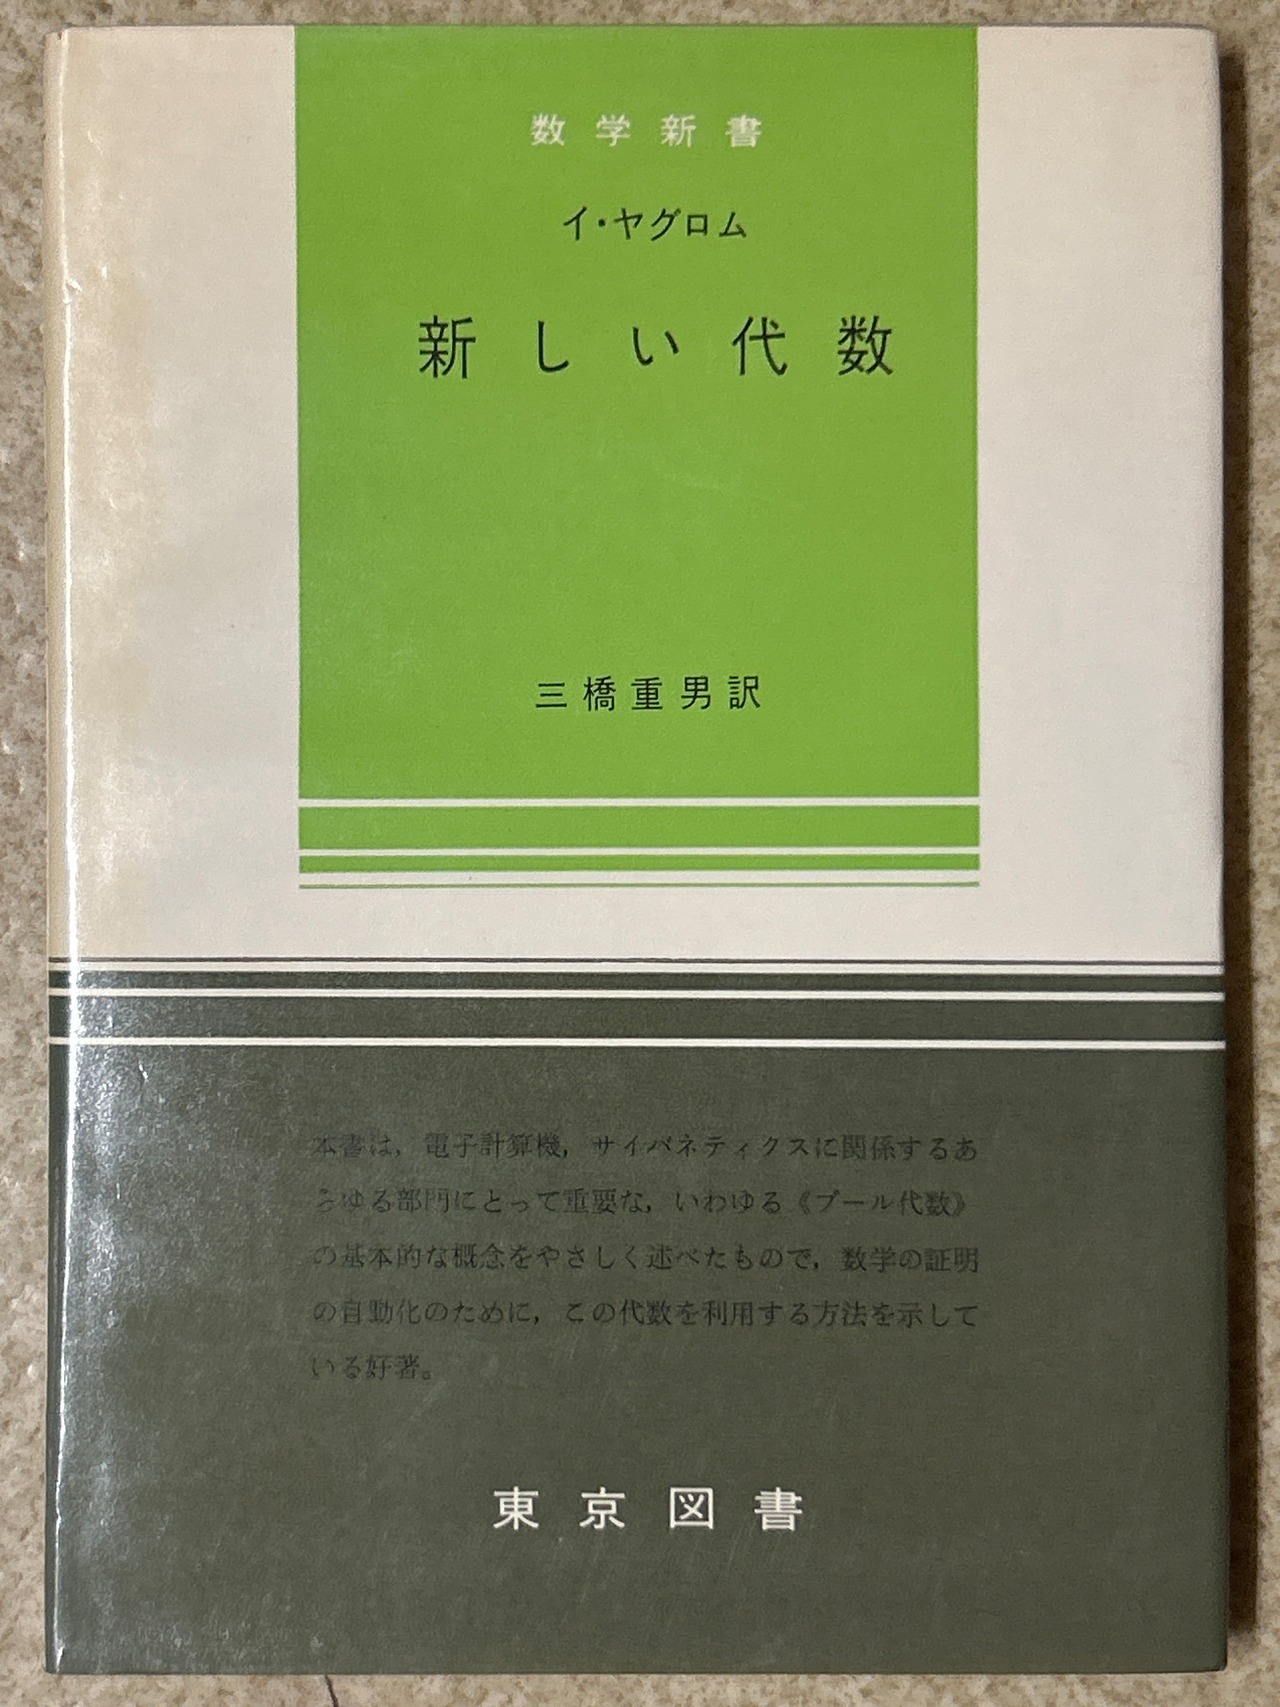 数学新書
イ・ヤグロム
新しい代数
三橋重男訳
本書は，電子計算機，サイバネティクスに関係するあ
らゆる部門にとって重要な，いわゆる《ブール代数》
の基本的な概念をやさしく述べたもので，数学の証明
の自動化のために，この代数を利用する方法を示して
いる好著。
東京図書